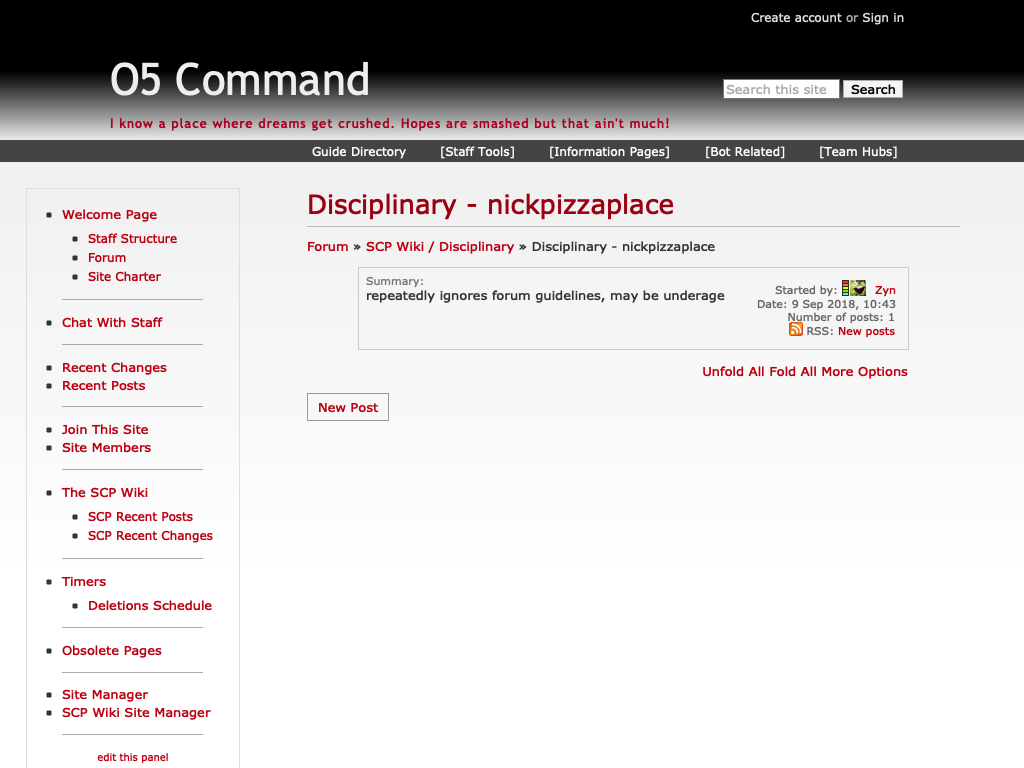 Create account or Sign in
O5 Command
Search this site Search
I know a place where dreams get crushed. Hopes are smashed but that ain't much!
Guide Directory [Staff Tools] [Information Pages] [Bot Related] [Team Hubs]
Welcome Page
Staff Structure
Forum
Site Charter
Chat With Staff
Recent Changes
Recent Posts
Join This Site
Site Members
The SCP Wiki
SCP Recent Posts
SCP Recent Changes
Timers
Deletions Schedule
Obsolete Pages
Site Manager
SCP Wiki Site Manager
edit this panel
Disciplinary - nickpizzaplace
Forum » SCP Wiki / Disciplinary » Disciplinary - nickpizzaplace
Summary:
repeatedly ignores forum guidelines, may be underage
Started by: Zyn
Date: 9 Sep 2018, 10:43
Number of posts: 1
RSS: New posts
Unfold All Fold All More Options
New Post